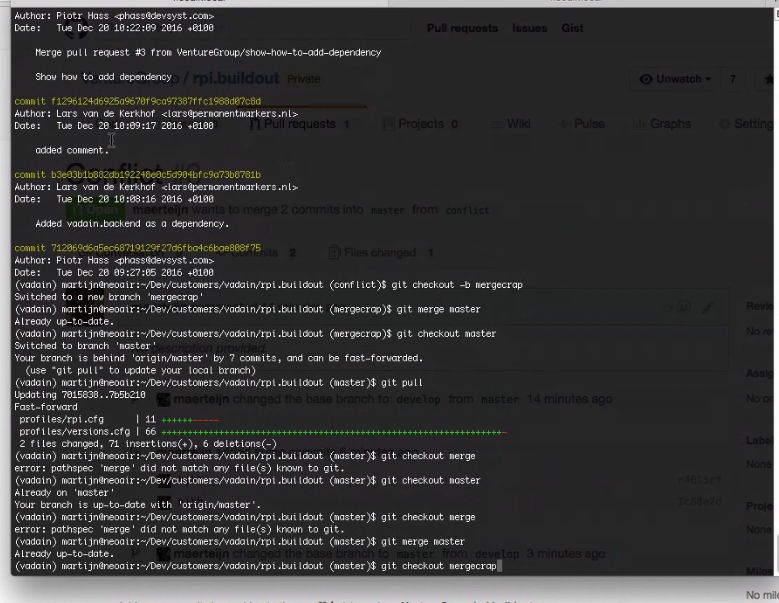 Author: Piotr Hass <phass@devsyst.com>
Date:   Tue Dec 20 10:22:09 2016 +0100
Pull requests Issues Gist
Merge pull request #3 from VentureGroup/show-how-to-add-dependency
Show how to add dependency
/ rpi.buildout Private
Unwatch 7
commit f1296124d6925a9670f9ca97387ffc1988d07c8d
Author: Lars van de Kerkhof <lars@permanentmarkers.nl>
Date:   Tue Dec 20 10:09:17 2016 +0100
Pull requests 1 Projects 0 Wiki Pulse Graphs Setting
added comment.
Conflict #
commit b3e03b1b882db192248e0c5d904bfc9a73b8781b
Author: Lars van de Kerkhof <lars@permanentmarkers.nl>
Date:   Tue Dec 20 10:08:16 2016 +0100
Open maerteijn wants to merge 2 commits into master from conflict
Added vadain.backend as a dependency.
commit 712069d6a5ec68719129f27d6fba4c6bae808f75
Commits 2 Files changed 1
Author: Piotr Hass <phass@devsyst.com>
Date:   Tue Dec 20 09:27:05 2016 +0100
(vadain) martijn@neoair:~/Dev/customers/vadain/rpi.buildout (conflict)$ git checkout -b mergecrap
Switched to a new branch 'mergecrap'
Revie
(vadain) martijn@neoair:~/Dev/customers/vadain/rpi.buildout (mergecrap)$ git merge master
Already up-to-date.
No re
(vadain) martijn@neoair:~/Dev/customers/vadain/rpi.buildout (mergecrap)$ git checkout master
Switched to branch 'master'
description provided.
Your branch is behind 'origin/master' by 7 commits, and can be fast-forwarded.
(use "git pull" to update your local branch)
Assig
(vadain) martijn@neoair:~/Dev/customers/vadain/rpi.buildout (master)$ git pull
Updating 7015838..7b5b210
maerteijn changed the base branch to develop from master 14 minutes ago
No or
Fast-forward
profiles/rpi.cfg      | 11 ++++++-----
profiles/versions.cfg | 66 +++++++++++++++++++++++++++++++++++++++++++++++++++++++++++++++++-
2 files changed, 71 insertions(+), 6 deletions(-)
Label
(vadain) martijn@neoair:~/Dev/customers/vadain/rpi.buildout (master)$ git checkout merge
error: pathspec 'merge' did not match any file(s) known to git.
None
(vadain) martijn@neoair:~/Dev/customers/vadain/rpi.buildout (master)$ git checkout master
Already on 'master'
Your branch is up-to-date with 'origin/master'.
Proje
(vadain) martijn@neoair:~/Dev/customers/vadain/rpi.buildout (master)$ git checkout merge
error: pathspec 'merge' did not match any file(s) known to git.
None
(vadain) martijn@neoair:~/Dev/customers/vadain/rpi.buildout (master)$ git merge master
Already up-to-date.
maerteijn changed the base branch to master from develop 3 minutes ago
(vadain) martijn@neoair:~/Dev/customers/vadain/rpi.buildout (master)$ git checkout mergecrap
Miles
No mile